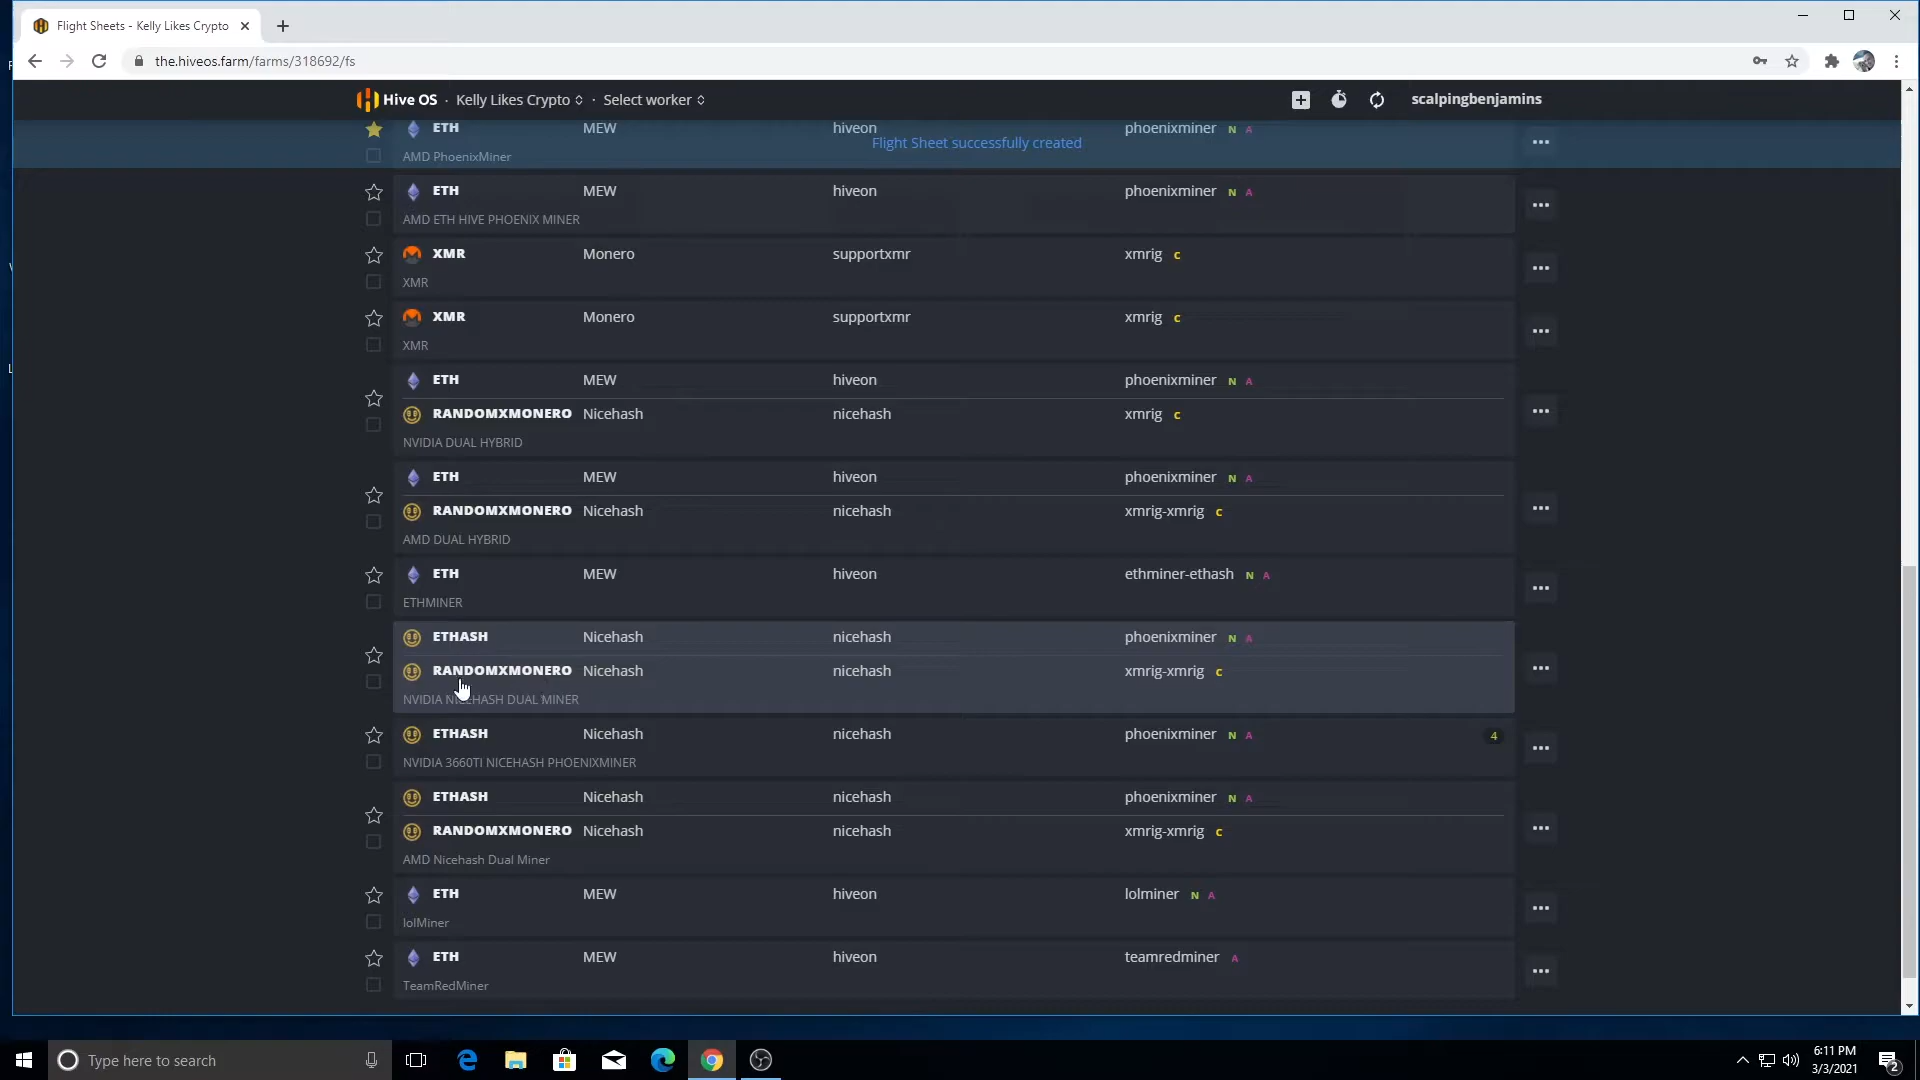 Flight Sheets - Kelly Likes Crypto
the.hiveos.farm/farms/318692/fs
Hive OS · Kelly Likes Crypto · Select worker scalpingbenjamins
ETH MEW hiveon phoenixminer N A
Flight Sheet successfully created
AMD PhoenixMiner
ETH MEW hiveon phoenixminer N A
AMD ETH HIVE PHOENIX MINER
XMR Monero supportxmr xmrig C
XMR
XMR Monero supportxmr xmrig C
XMR
ETH MEW hiveon phoenixminer N A
RANDOMXMONERO Nicehash nicehash xmrig C
NVIDIA DUAL HYBRID
ETH MEW hiveon phoenixminer N A
RANDOMXMONERO Nicehash nicehash xmrig-xmrig C
AMD DUAL HYBRID
ETH MEW hiveon ethminer-ethash N A
ETHMINER
ETHASH Nicehash nicehash phoenixminer N A
RANDOMXMONERO Nicehash nicehash xmrig-xmrig C
NVIDIA NICEHASH DUAL MINER
ETHASH Nicehash nicehash phoenixminer N A 4
NVIDIA 3660TI NICEHASH PHOENIXMINER
ETHASH Nicehash nicehash phoenixminer N A
RANDOMXMONERO Nicehash nicehash xmrig-xmrig C
AMD Nicehash Dual Miner
ETH MEW hiveon lolminer N A
lolMiner
ETH MEW hiveon teamredminer A
TeamRedMiner
Type here to search
6:11 PM
3/3/2021
2